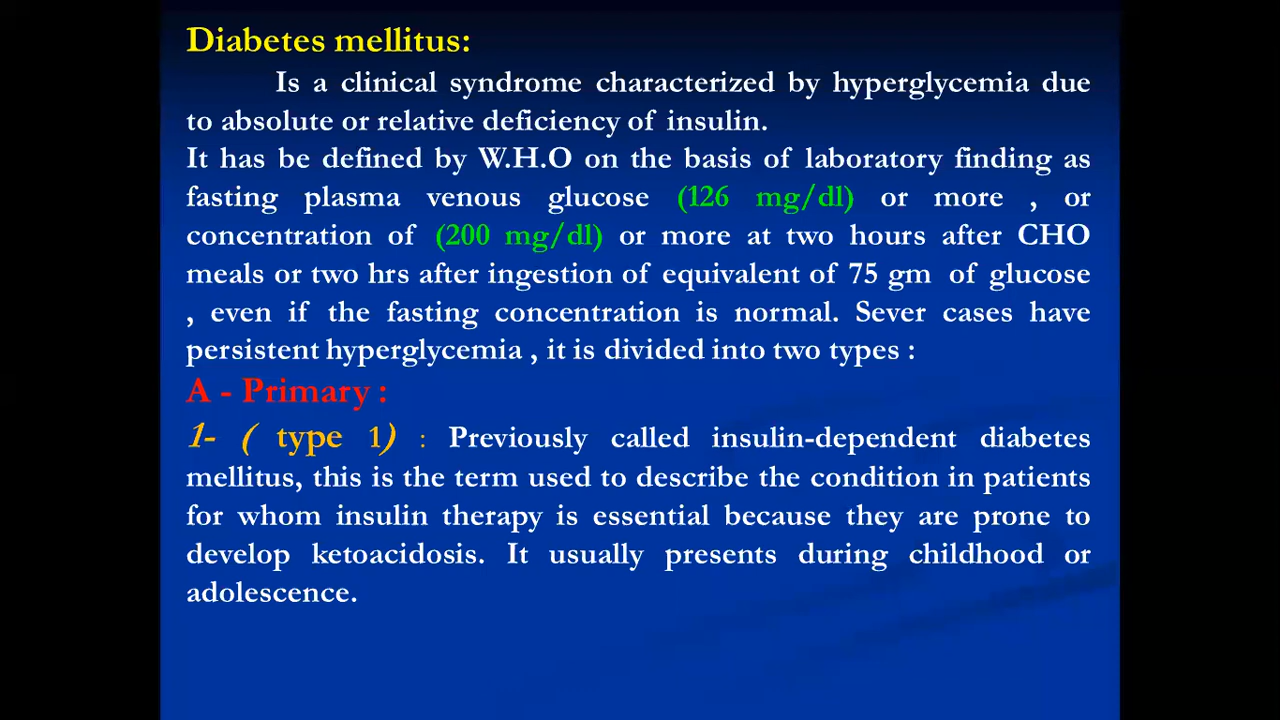 Diabetes mellitus:
Is a clinical syndrome characterized by hyperglycemia due
to absolute or relative deficiency of insulin.
It has be defined by W.H.O on the basis of laboratory finding as
fasting plasma venous glucose (126 mg/dl) or more , or
concentration of (200 mg/dl) or more at two hours after CHO
meals or two hrs after ingestion of equivalent of 75 gm of glucose
, even if the fasting concentration is normal. Sever cases have
persistent hyperglycemia , it is divided into two types :
A - Primary :
1- ( type 1) : Previously called insulin-dependent diabetes
mellitus, this is the term used to describe the condition in patients
for whom insulin therapy is essential because they are prone to
develop ketoacidosis. It usually presents during childhood or
adolescence.